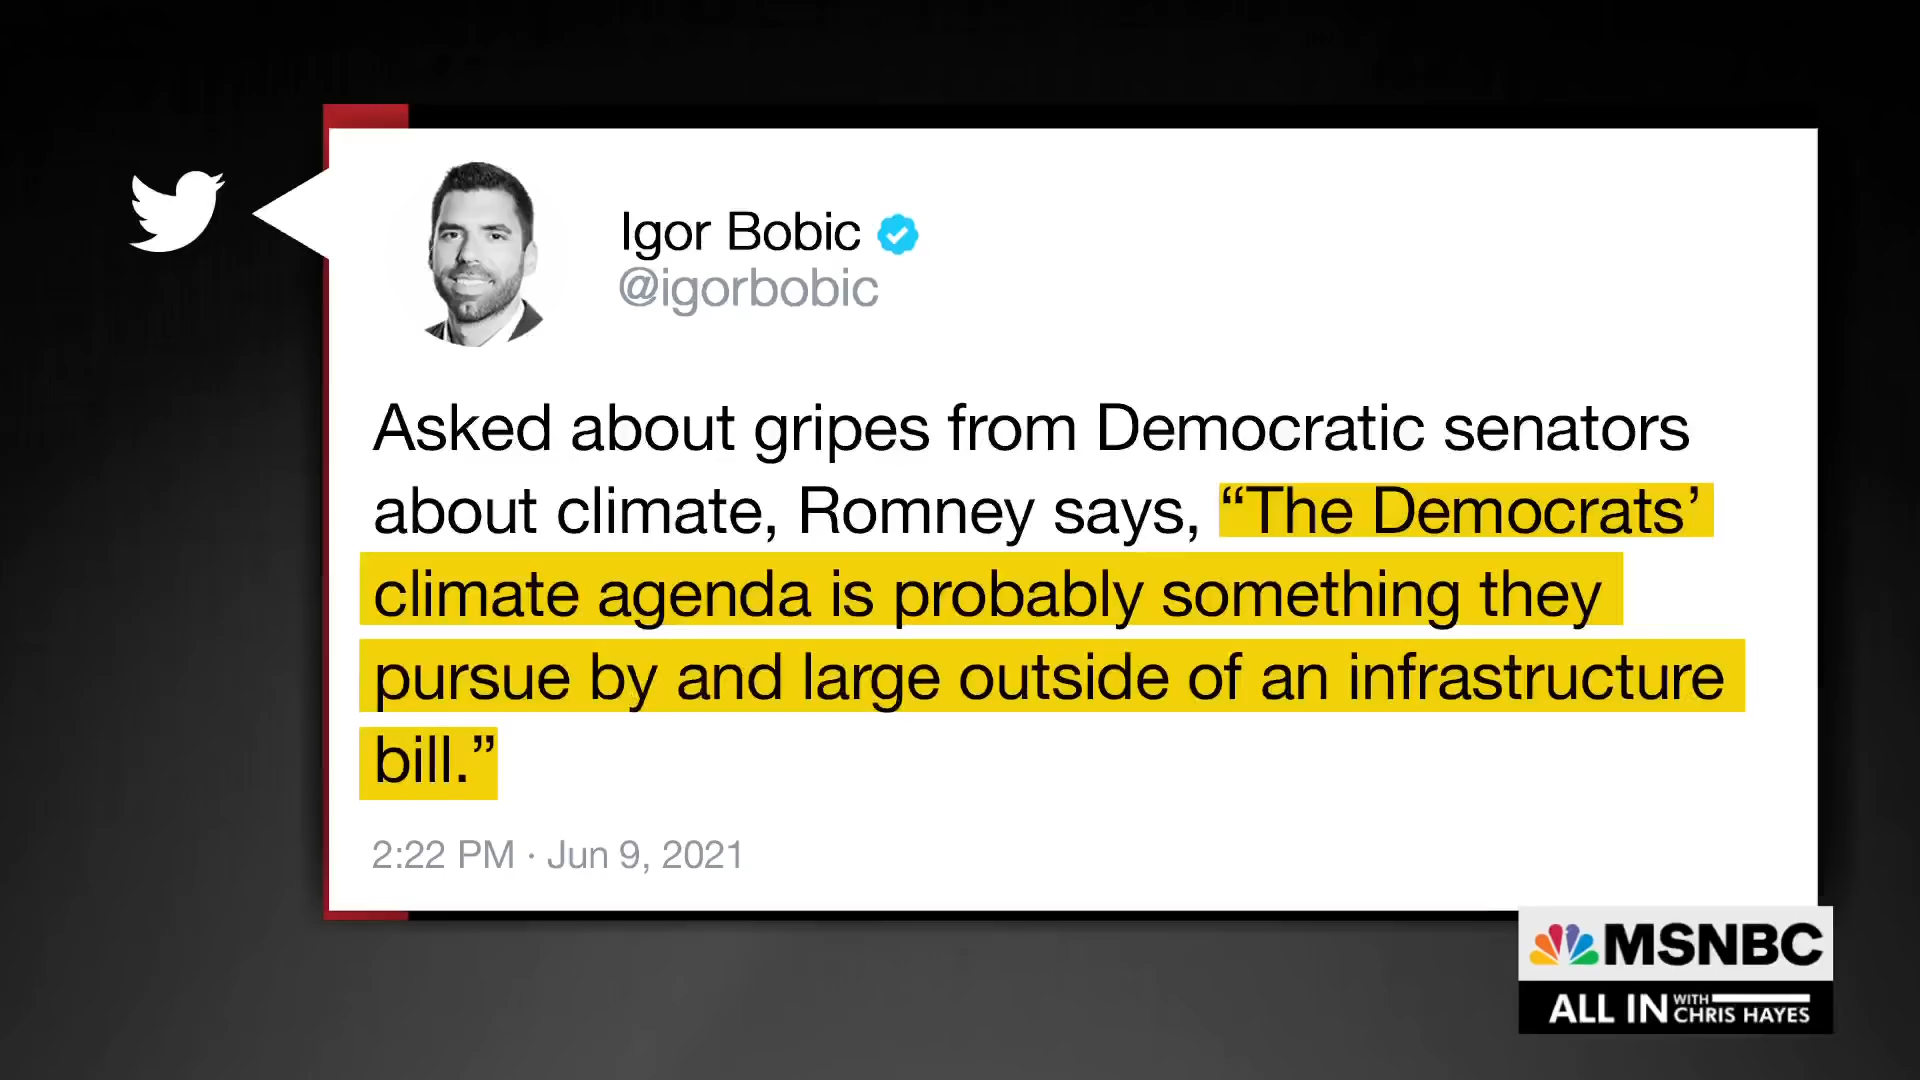 Igor Bobic
@igorbobic
Asked about gripes from Democratic senators
about climate, Romney says, “The Democrats’
climate agenda is probably something they
pursue by and large outside of an infrastructure
bill.”
2:22 PM · Jun 9, 2021
MSNBC
ALL IN WITH CHRIS HAYES